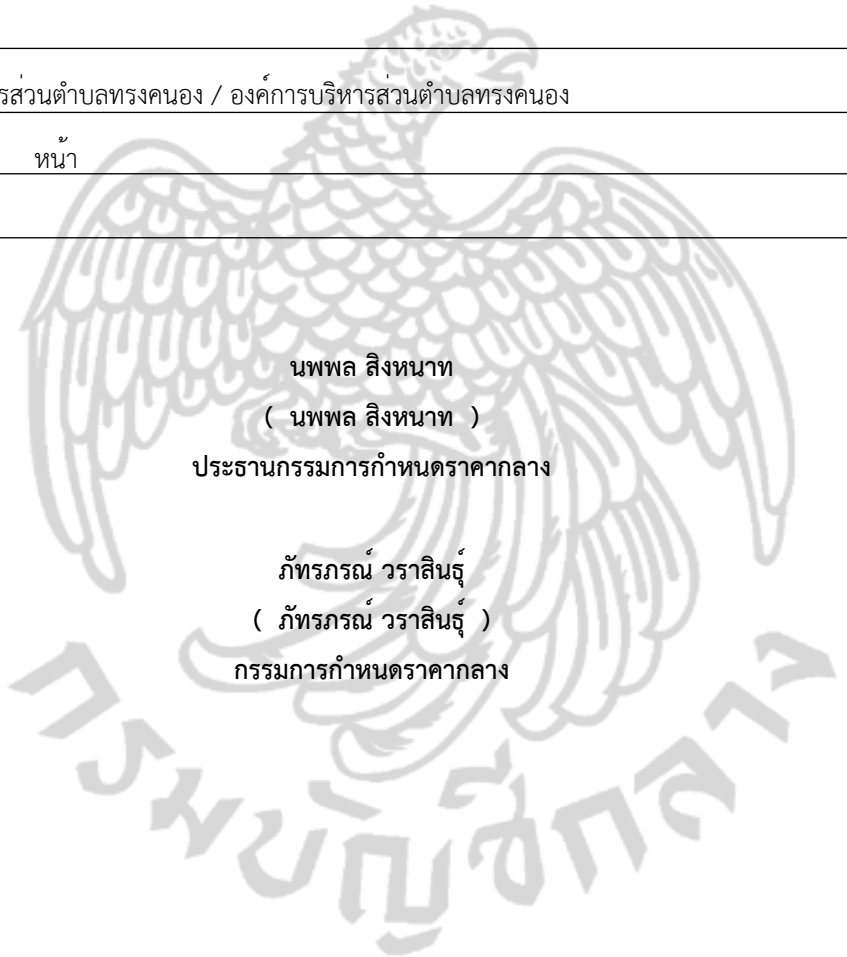 รส่วนตำบลทรงคนอง / องค์การบริหารส่วนตำบลทรงคนอง
หน้า
นพพล สิงหนาท
( นพพล สิงหนาท )
ประธานกรรมการกำหนดราคากลาง
ภัทรภรณ์ วราสินธุ์
( ภัทรภรณ์ วราสินธุ์ )
กรรมการกำหนดราคากลาง
กรมบัญชีกลาง